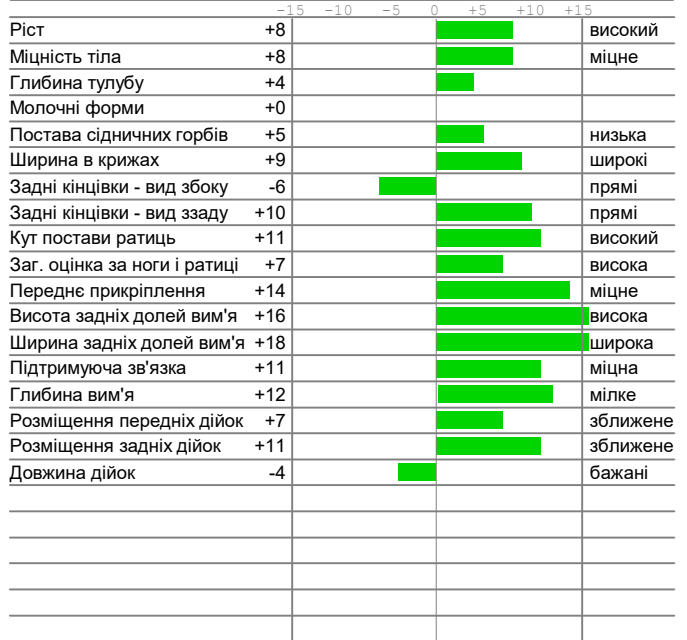 -15 -10 -5 0 +5 +10 +15
Ріст +8 високий
Міцність тіла +8 міцне
Глибина тулубу +4
Молочні форми +0
Постава сідничних горбів +5 низька
Ширина в крижах +9 широкі
Задні кінцівки - вид збоку -6 прямі
Задні кінцівки - вид ззаду +10 прямі
Кут постави ратиць +11 високий
Заг. оцінка за ноги і ратиці +7 висока
Переднє прикріплення +14 міцне
Висота задніх долей вим'я +16 висока
Ширина задніх долей вим'я +18 широка
Підтримуюча зв'язка +11 міцна
Глибина вим'я +12 мілке
Розміщення передніх дійок +7 зближене
Розміщення задніх дійок +11 зближене
Довжина дійок -4 бажані